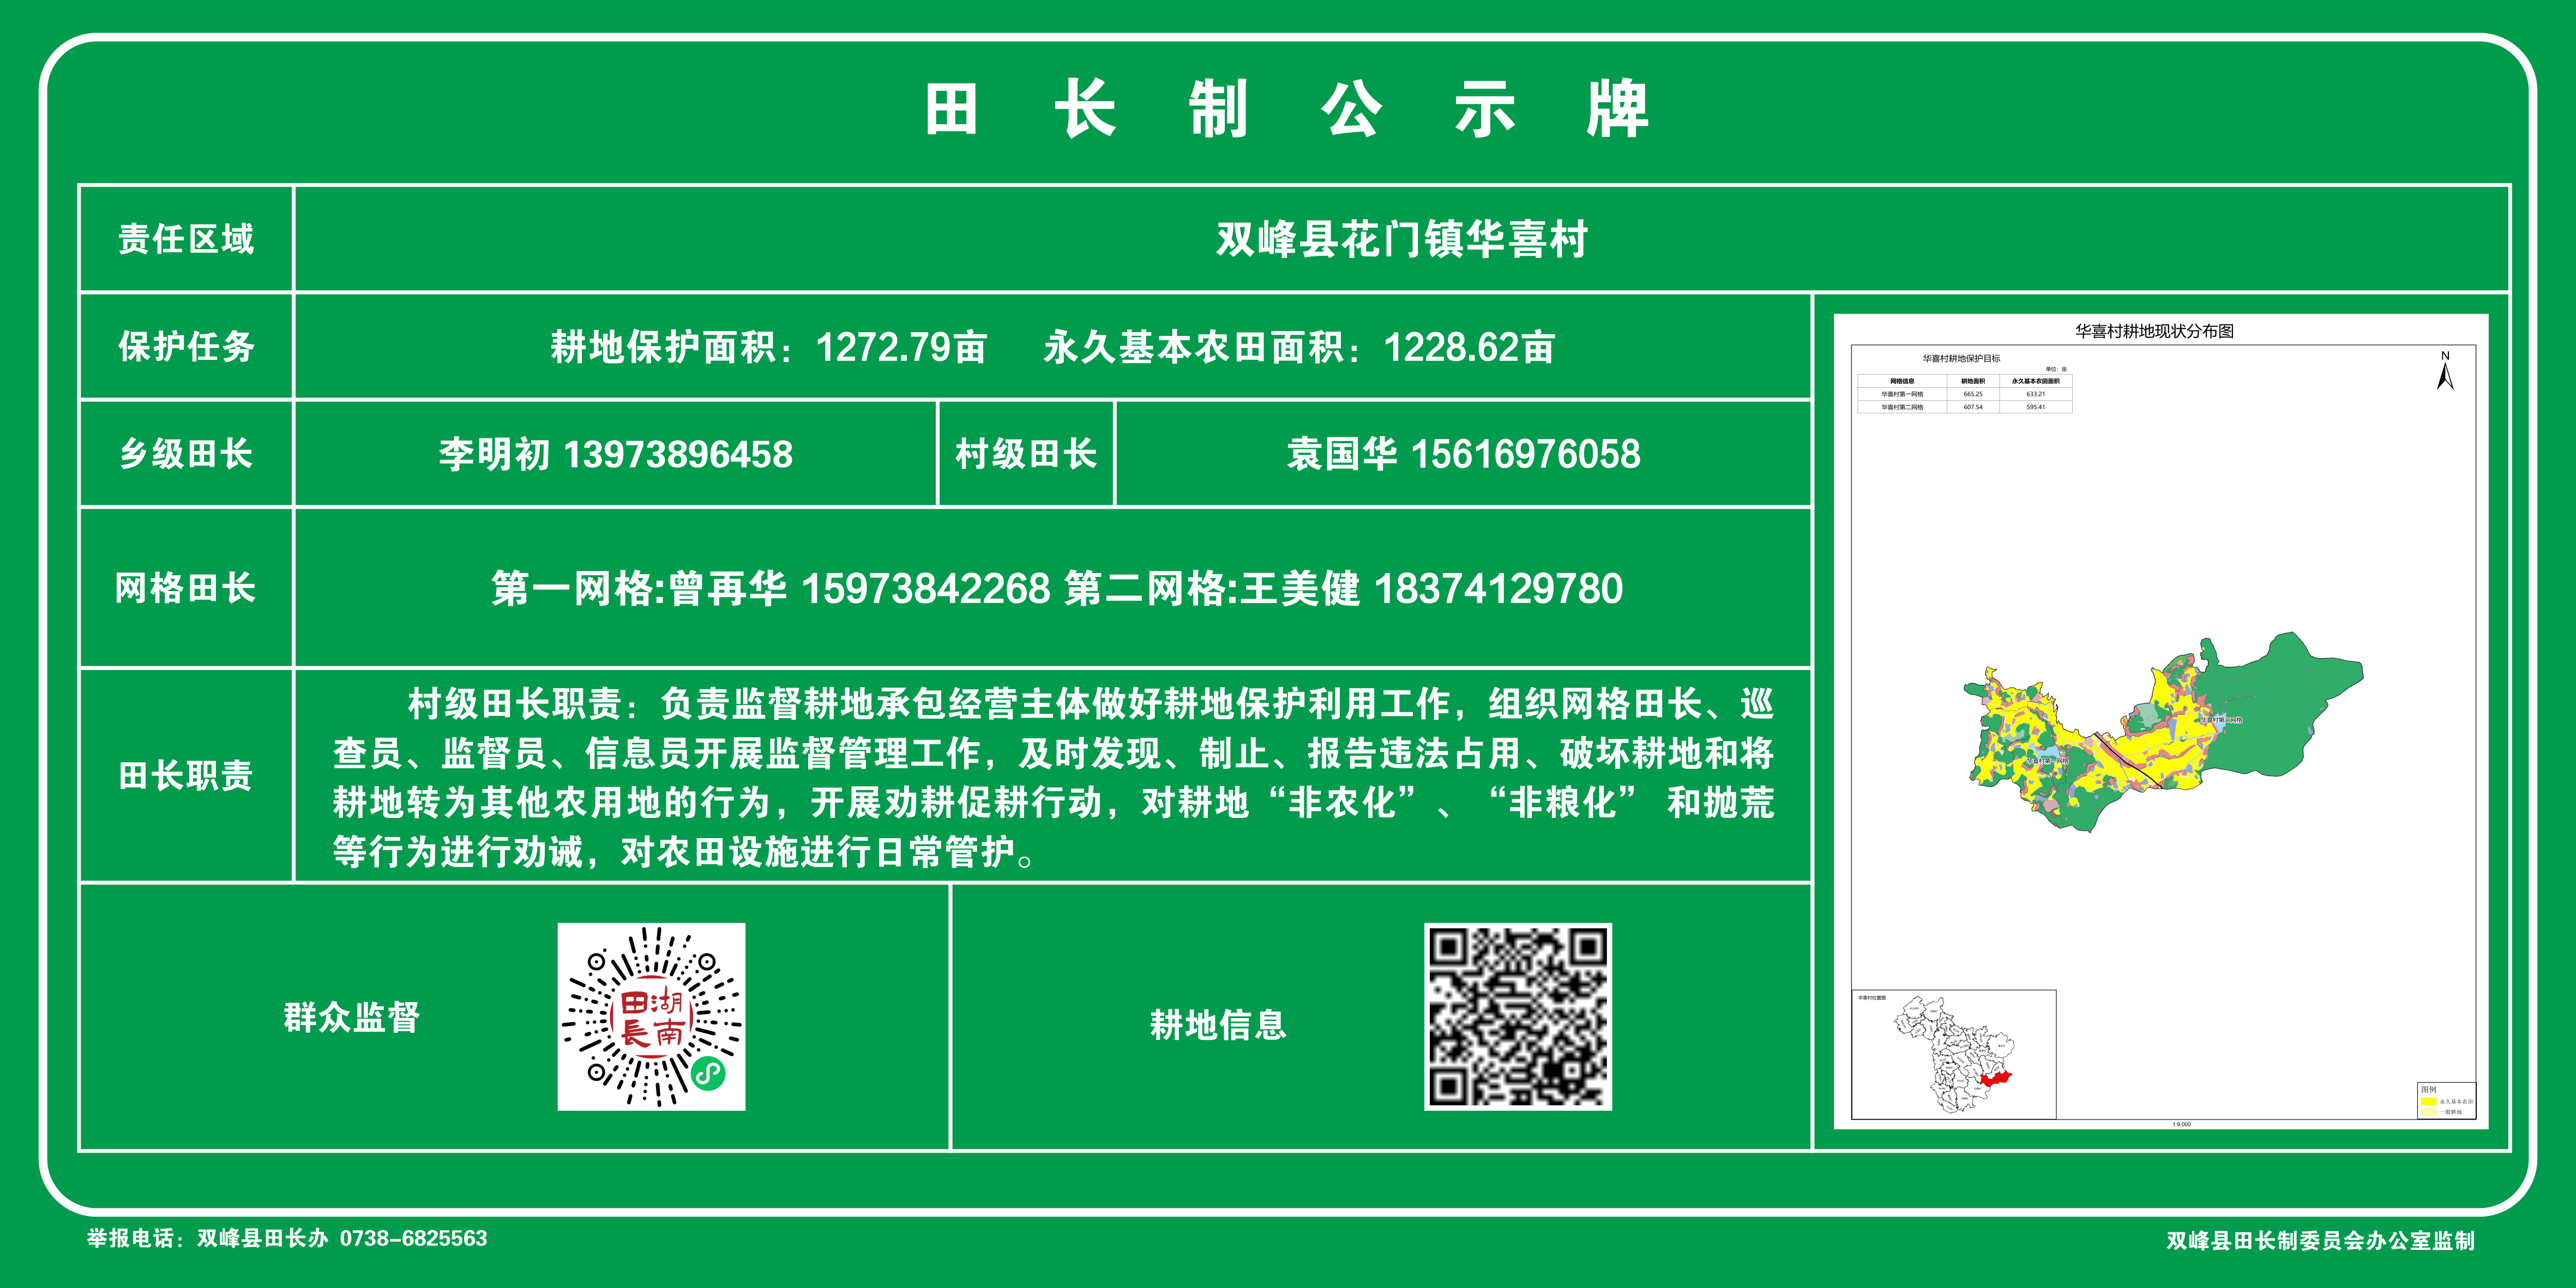 田长制公示牌
责任区域
双峰县花门镇华喜村
保护任务
耕地保护面积：1272.79亩 永久基本农田面积：1228.62亩
乡级田长
李明初 13973896458
村级田长
袁国华 15616976058
网格田长
第一网格:曾再华 15973842268 第二网格:王美健 18374129780
田长职责
村级田长职责：负责监督耕地承包经营主体做好耕地保护利用工作，组织网格田长、巡
查员、监督员、信息员开展监督管理工作，及时发现、制止、报告违法占用、破坏耕地和将
耕地转为其他农用地的行为，开展劝耕促耕行动，对耕地“非农化”、“非粮化”和抛荒
等行为进行劝诫，对农田设施进行日常管护。
群众监督
田湖
長南
耕地信息
华喜村耕地现状分布图
华喜村耕地保护目标
单位：亩
网格信息 耕地面积 永久基本农田面积
华喜村第一网格 665.25 633.21
华喜村第二网格 607.54 595.41
N
华喜村第二网格
华喜村第一网格
华喜村位置图
图例
永久基本农田
一般耕地
1:9,000
举报电话：双峰县田长办 0738-6825563
双峰县田长制委员会办公室监制